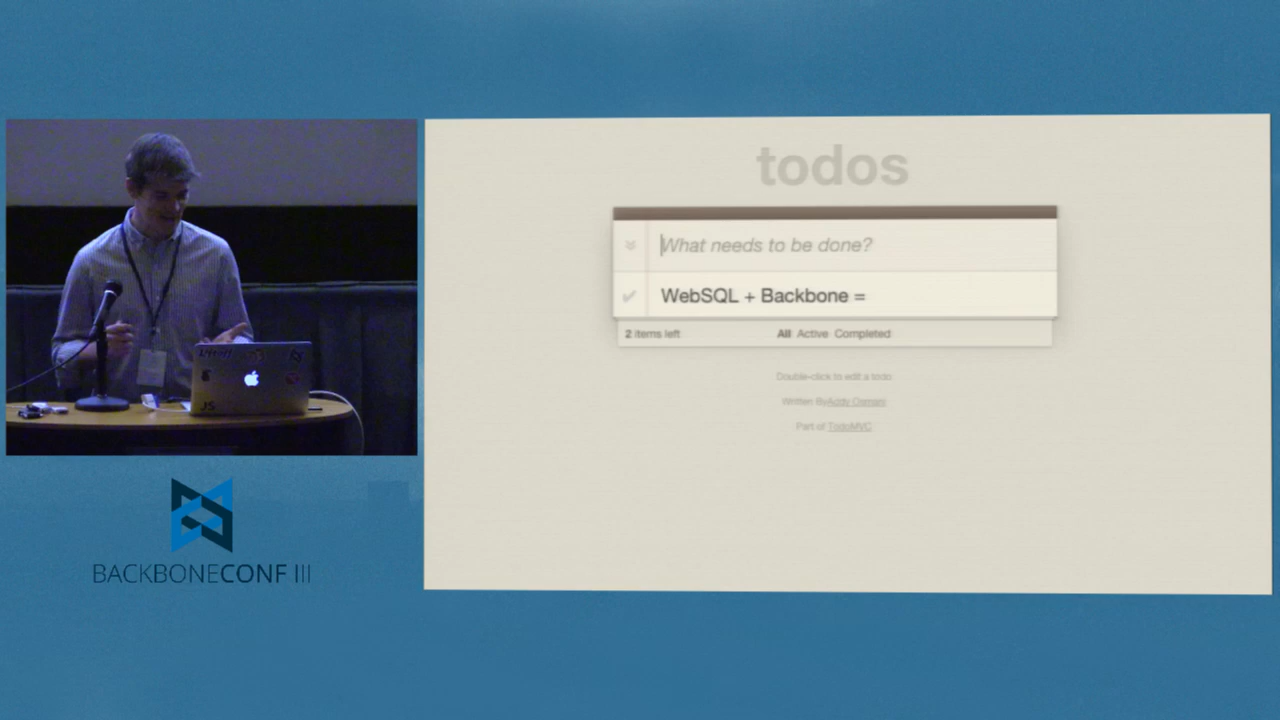 todos
What needs to be done?
WebSQL + Backbone =
2 items left
All Active Completed
Double-click to edit a todo
Written By Addy Osmani
Part of TodoMVC
JS
BACKBONECONF III